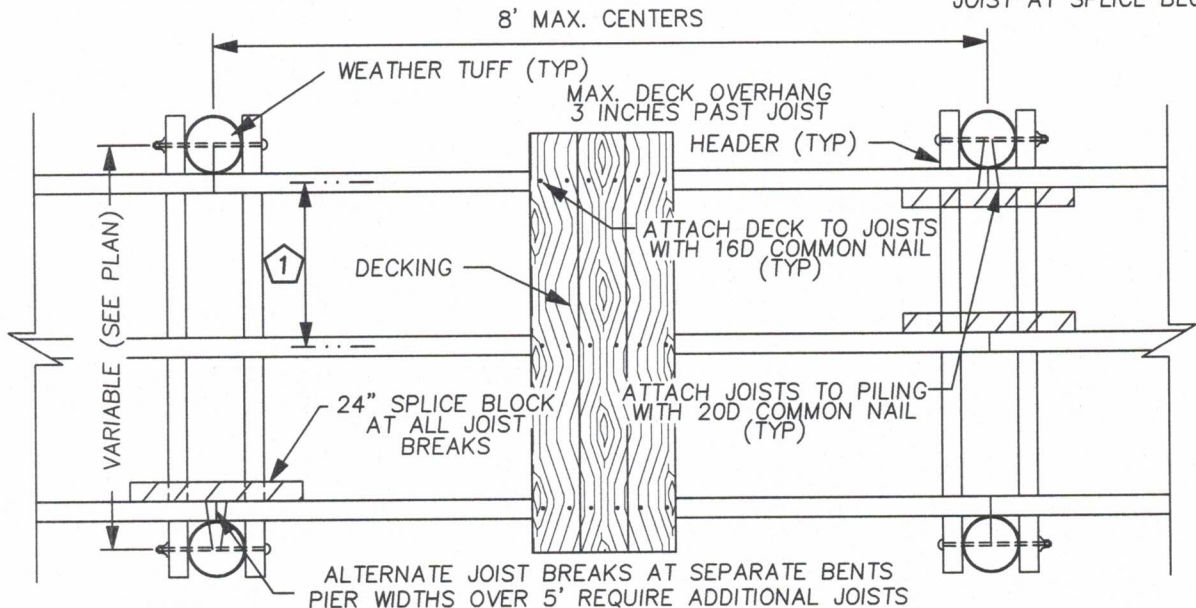 JOIST AT SPLICE
8' MAX. CENTERS
WEATHER TUFF (TYP)
MAX. DECK OVERHANG
3 INCHES PAST JOIST
HEADER (TYP)
ATTACH DECK TO JOISTS
WITH 16D COMMON NAIL
(TYP)
1
DECKING
VARIABLE (SEE PLAN)
24" SPLICE BLOCK
AT ALL JOIST
BREAKS
ATTACH JOISTS TO PILING
WITH 20D COMMON NAIL
(TYP)
ALTERNATE JOIST BREAKS AT SEPARATE BENTS
PIER WIDTHS OVER 5' REQUIRE ADDITIONAL JOISTS